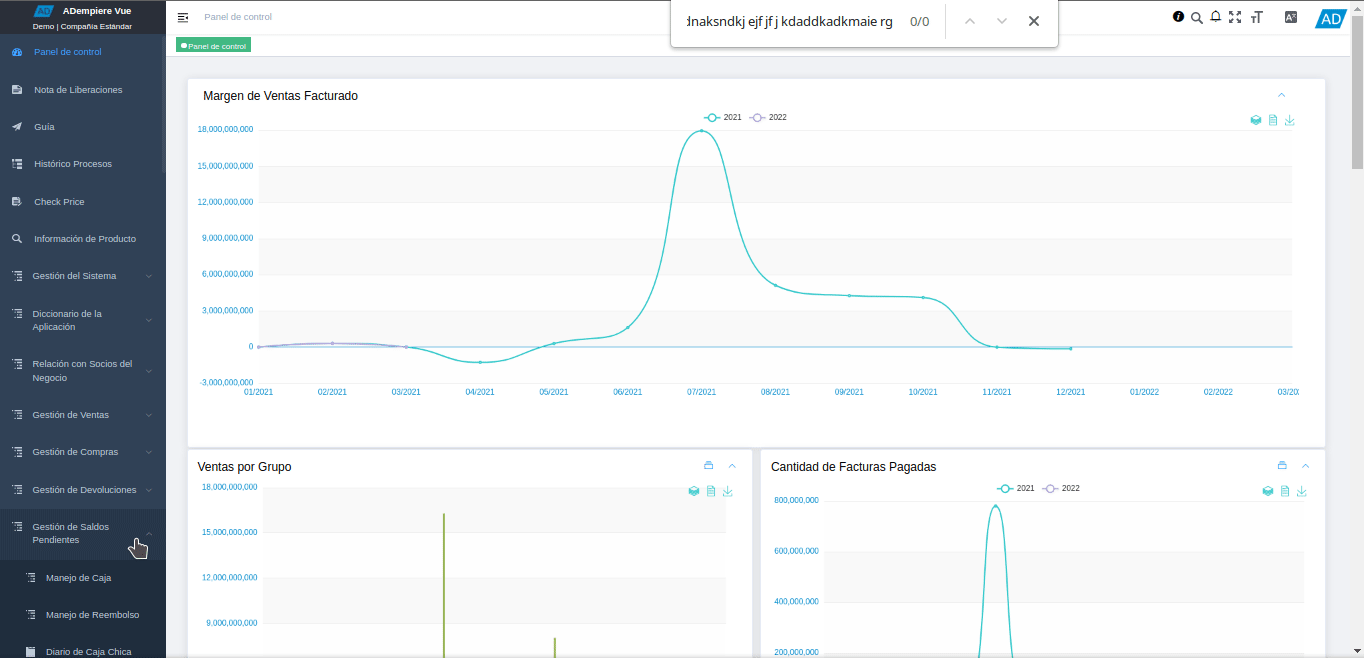 AD ADempiere Vue
Demo | Compañía Estándar
Panel de control
Nota de Liberaciones
Guía
Histórico Procesos
Check Price
Información de Producto
Gestión del Sistema
Diccionario de la
Aplicación
Relación con Socios del
Negocio
Gestión de Ventas
Gestión de Compras
Gestión de Devoluciones
Gestión de Saldos
Pendientes
Manejo de Caja
Manejo de Reembolso
Diario de Caja Chica
Panel de control
ejf jf j kdaddkadkmaie rg 0/0
AD
Panel de control
Margen de Ventas Facturado
2021 2022
18,000,000,000
15,000,000,000
12,000,000,000
9,000,000,000
6,000,000,000
3,000,000,000
0
-3,000,000,000
01/2021 02/2021 03/2021 04/2021 05/2021 06/2021 07/2021 08/2021 09/2021 10/2021 11/2021 12/2021 01/2022 02/2022 03/20
Ventas por Grupo
18,000,000,000
15,000,000,000
12,000,000,000
9,000,000,000
Cantidad de Facturas Pagadas
2021 2022
800,000,000
600,000,000
400,000,000
200,000,000